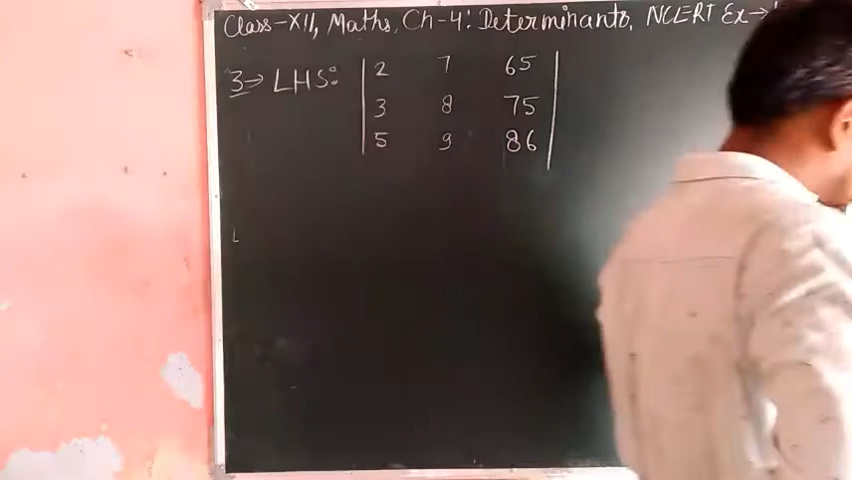 Class-XII, Maths, Ch-4: Determinants, NCERT Ex→
3→ LHS: | 2 7 65 |
3 8 75
5 9 86